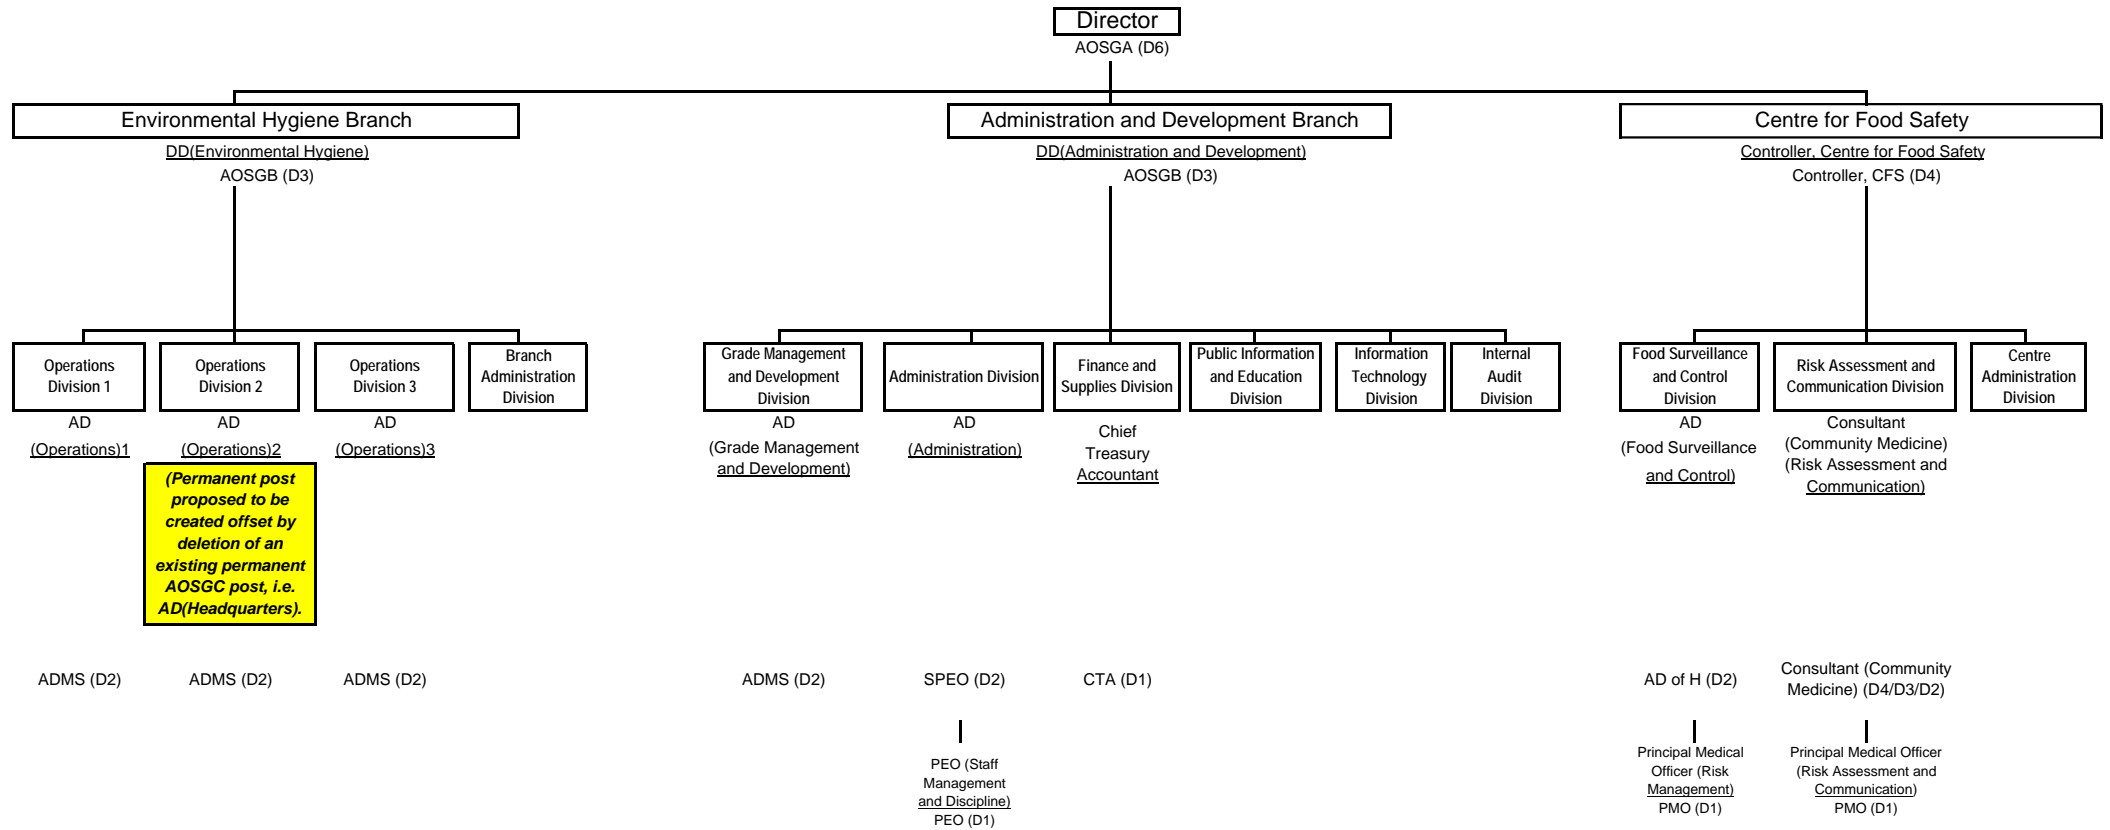 Director
AOSGA (D6)
Environmental Hygiene Branch
DD(Environmental Hygiene)
AOSGB (D3)
Administration and Development Branch
DD(Administration and Development)
AOSGB (D3)
Centre for Food Safety
Controller, Centre for Food Safety
Controller, CFS (D4)
Operations
Division 1
AD
(Operations)1
ADMS (D2)
Operations
Division 2
AD
(Operations)2
(Permanent post
proposed to be
created offset by
deletion of an
existing permanent
AOSGC post, i.e.
AD(Headquarters).
ADMS (D2)
Operations
Division 3
AD
(Operations)3
ADMS (D2)
Branch
Administration
Division
Grade Management
and Development
Division
AD
(Grade Management
and Development)
ADMS (D2)
Administration Division
AD
(Administration)
SPEO (D2)
PEO (Staff
Management
and Discipline)
PEO (D1)
Finance and
Supplies Division
Chief
Treasury
Accountant
CTA (D1)
Public Information
and Education
Division
Information
Technology
Division
Internal
Audit
Division
Food Surveillance
and Control
Division
AD
(Food Surveillance
and Control)
AD of H (D2)
Principal Medical
Officer (Risk
Management)
PMO (D1)
Risk Assessment and
Communication Division
Consultant
(Community Medicine)
(Risk Assessment and
Communication)
Consultant (Community
Medicine) (D4/D3/D2)
Principal Medical Officer
(Risk Assessment and
Communication)
PMO (D1)
Centre
Administration
Division